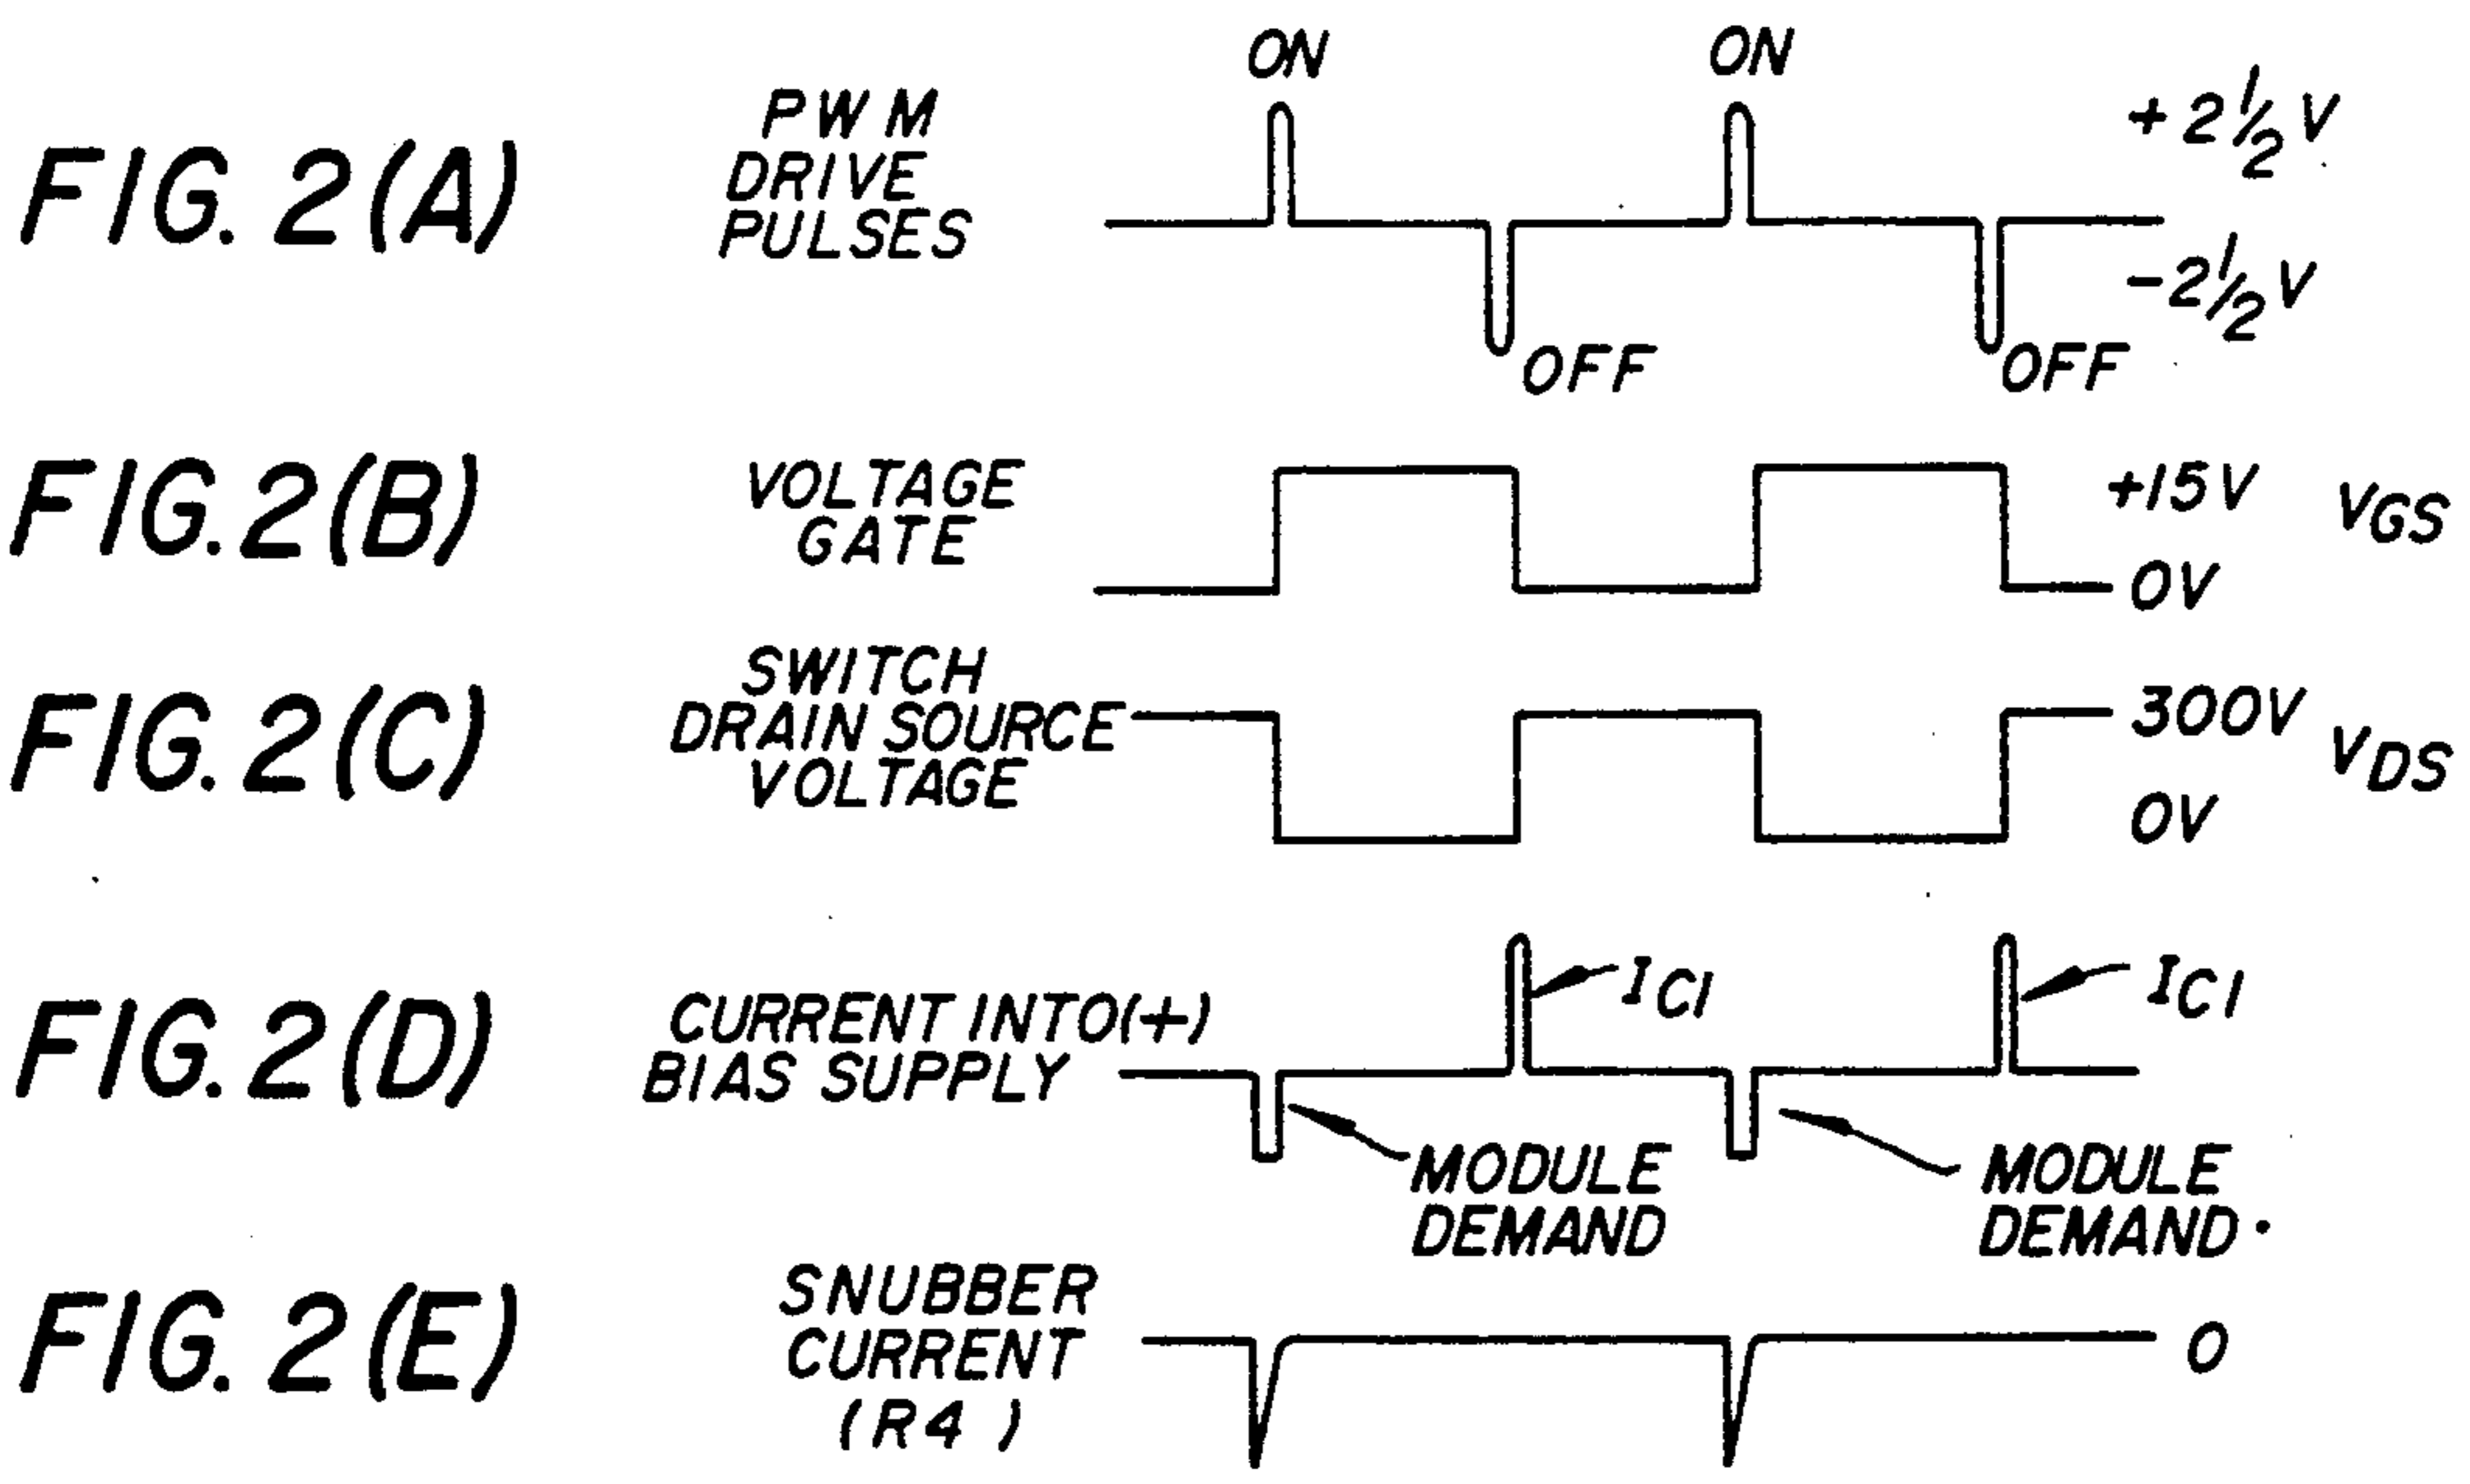 FIG. 2(A)
PWM
DRIVE
PULSES
ON
ON
+2½V
-2½V
OFF
OFF
FIG. 2(B)
VOLTAGE
GATE
+15V
VGS
0V
FIG. 2(C)
SWITCH
DRAIN SOURCE
VOLTAGE
300V
VDS
0V
FIG. 2(D)
CURRENT INTO(+)
BIAS SUPPLY
IC1
IC1
MODULE
DEMAND
MODULE
DEMAND
FIG. 2(E)
SNUBBER
CURRENT
(R4 )
0